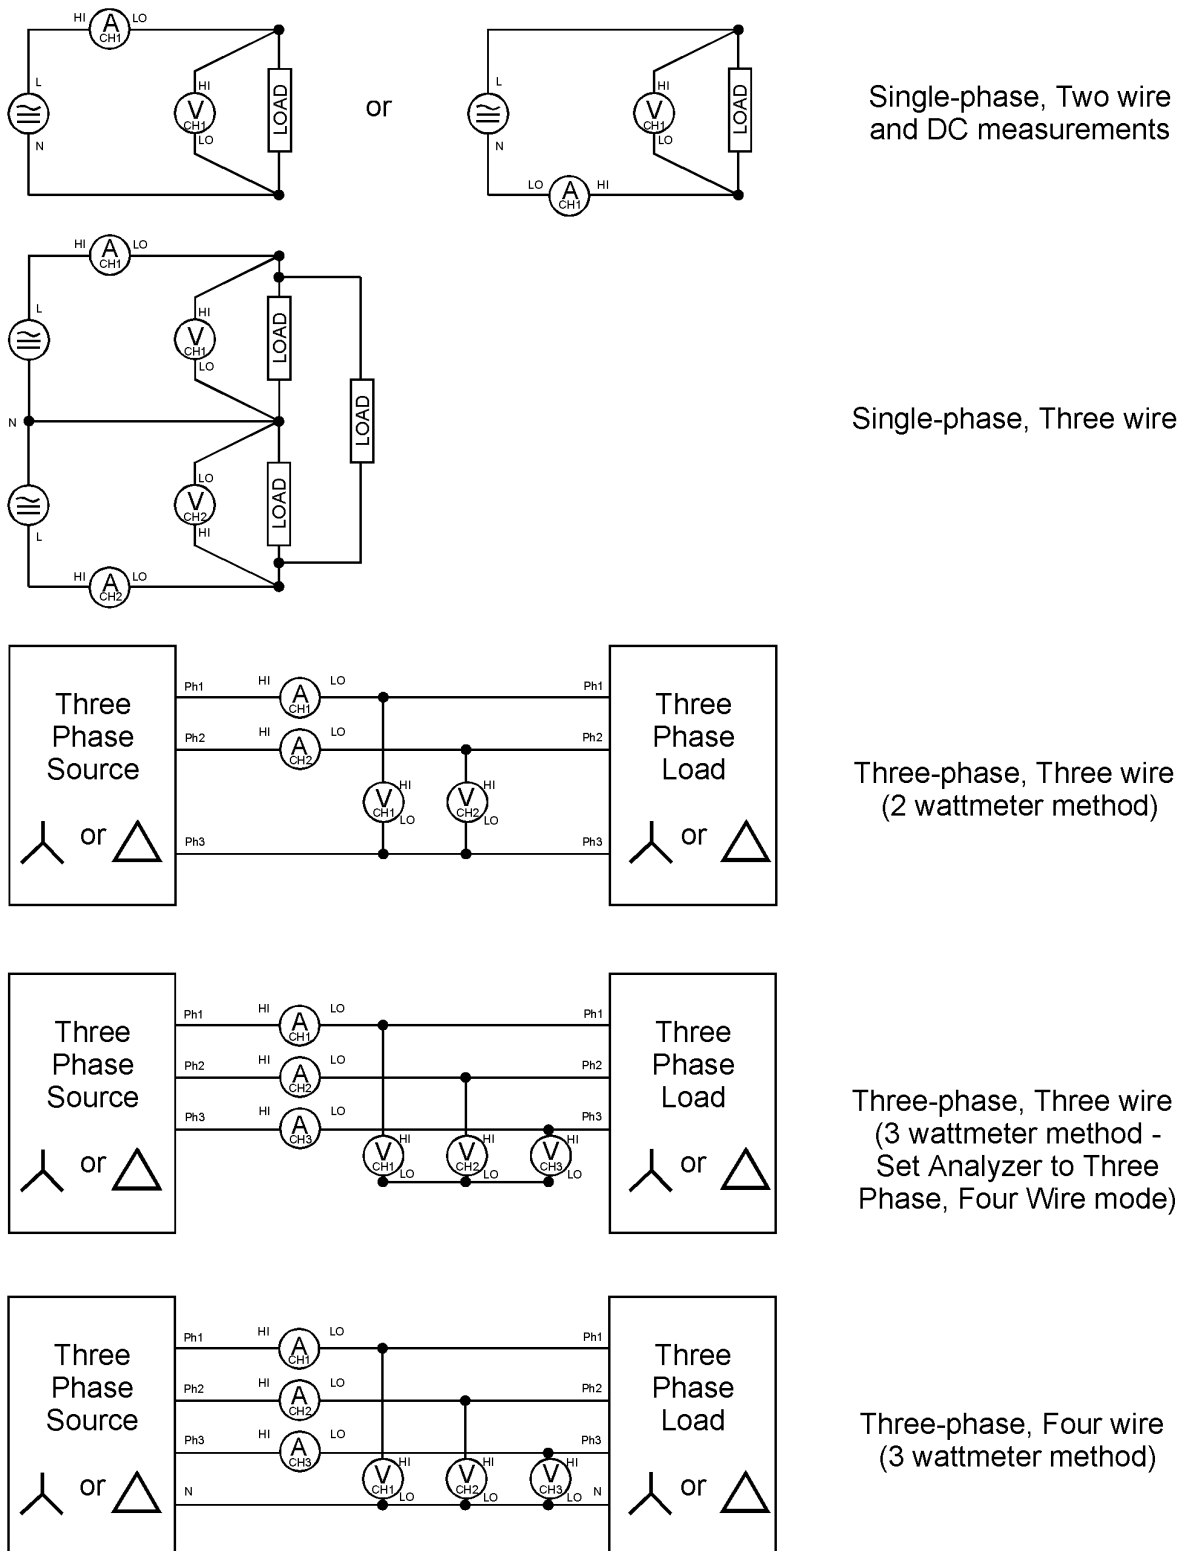 HI A CH1 LO
L
HI
V CH1
LO
LOAD
N
or
L
HI
V CH1
LO
LOAD
N
LO A CH1 HI
Single-phase, Two wire
and DC measurements
HI A CH1 LO
L
HI
V CH1
LO
LOAD
N
LOAD
LO
V CH2
HI
LOAD
L
HI A CH2 LO
Single-phase, Three wire
Three
Phase
Source
or
Ph1 HI A CH1 LO Ph1
Ph2 HI A CH2 LO Ph2
HI V CH1 LO
HI V CH2 LO
Ph3 Ph3
Three
Phase
Load
or
Three-phase, Three wire
(2 wattmeter method)
Three
Phase
Source
or
Ph1 HI A CH1 LO Ph1
Ph2 HI A CH2 LO Ph2
Ph3 HI A CH3 LO Ph3
HI V CH1 LO
HI V CH2 LO
HI V CH3 LO
Three
Phase
Load
or
Three-phase, Three wire
(3 wattmeter method -
Set Analyzer to Three
Phase, Four Wire mode)
Three
Phase
Source
or
Ph1 HI A CH1 LO Ph1
Ph2 HI A CH2 LO Ph2
Ph3 HI A CH3 LO Ph3
HI V CH1 LO
HI V CH2 LO
HI V CH3 LO
N N
Three
Phase
Load
or
Three-phase, Four wire
(3 wattmeter method)